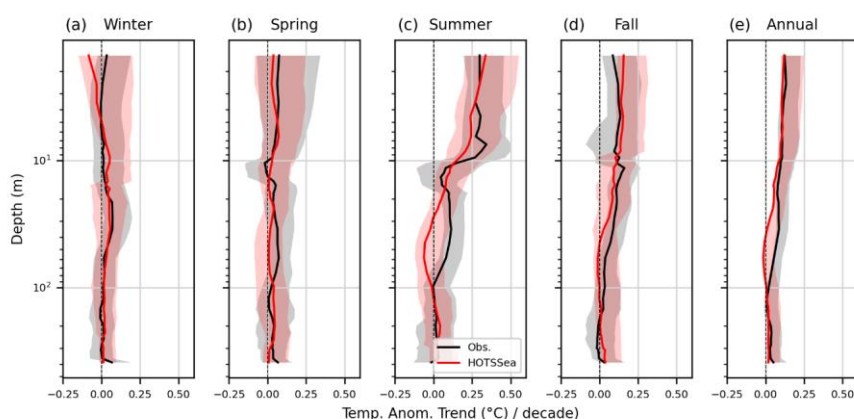 (a) Winter
(b) Spring
(c) Summer
(d) Fall
(e) Annual
Depth (m)
10¹
10²
Obs.
HOTSSea
−0.25 0.00 0.25 0.50
−0.25 0.00 0.25 0.50
−0.25 0.00 0.25 0.50
−0.25 0.00 0.25 0.50
−0.25 0.00 0.25 0.50
Temp. Anom. Trend (°C) / decade